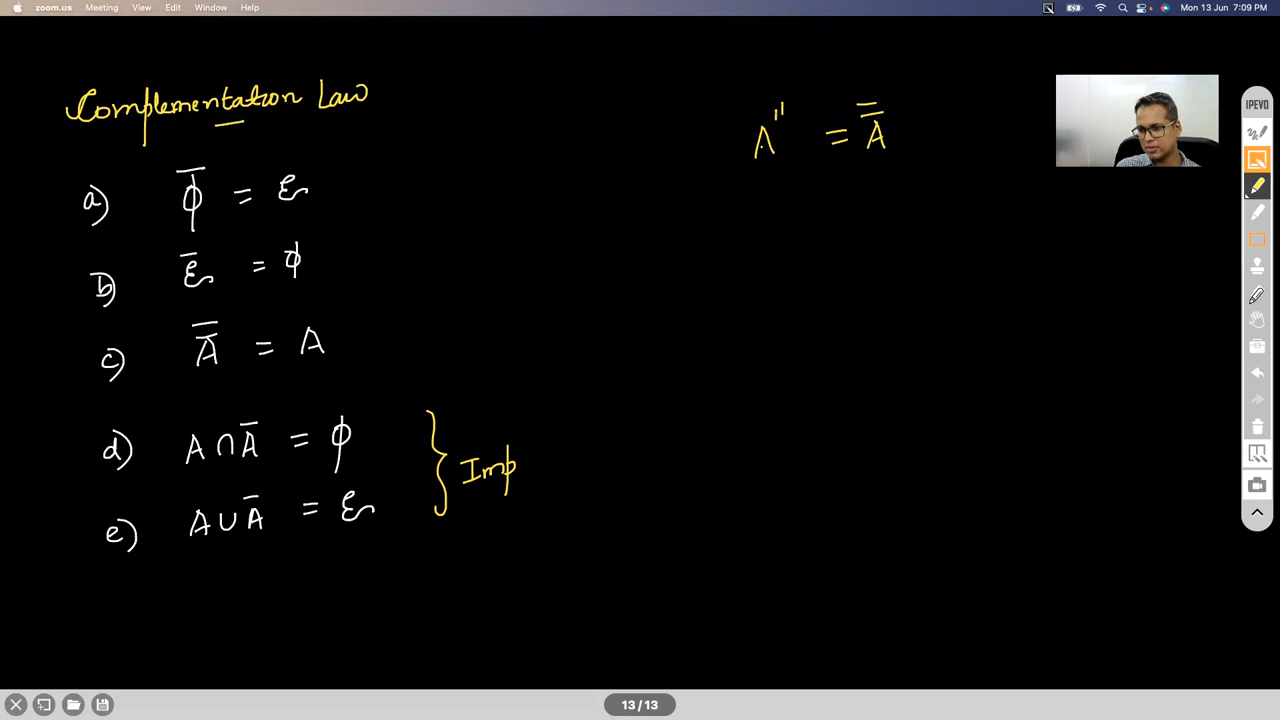 zoom.us Meeting View Edit Window Help Mon 13 Jun 7:09 PM
Complementation Law
A'' = A̿
IPEVO
a) ϕ̅ = ξ
b) ξ̅ = ϕ
c) A̿ = A
d) A∩A̅ = ϕ
e) A∪A̅ = ξ
} Imp
13/13